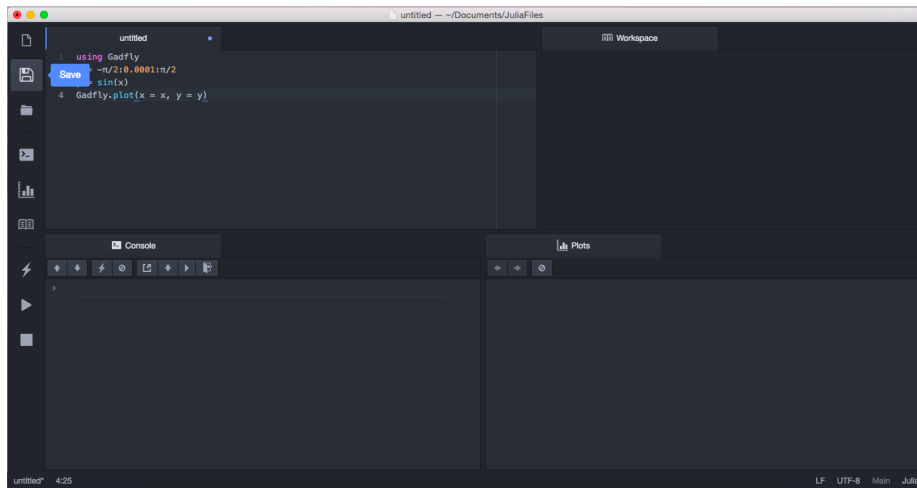 untitled — ~/Documents/JuliaFiles
untitled
Workspace
1 using Gadfly
= -π/2:0.0001:π/2
= sin(x)
4 Gadfly.plot(x = x, y = y)
Save
Console
Plots
>
untitled* 4:25
LF UTF-8 Main Julia